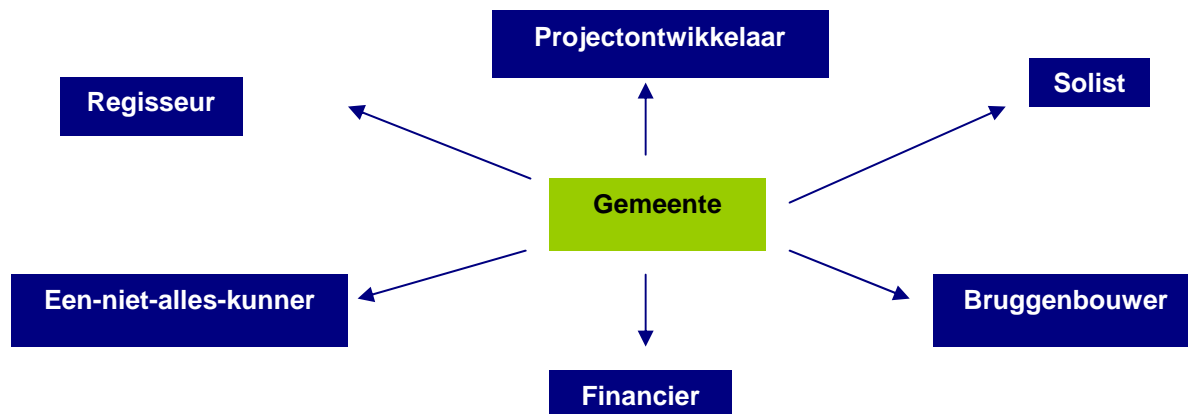 Projectontwikkelaar
Regisseur
Solist
Gemeente
Een-niet-alles-kunner
Bruggenbouwer
Financier